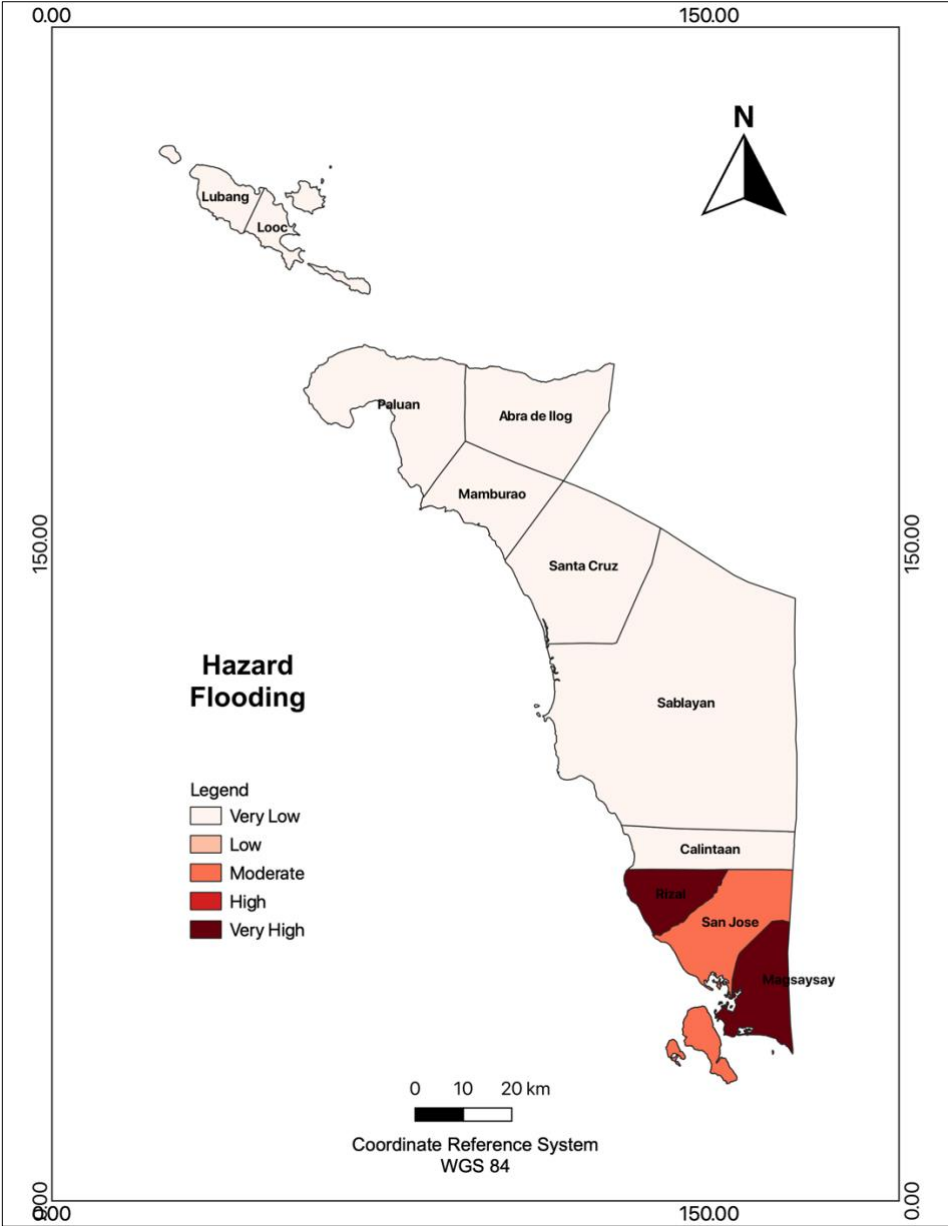 0.00 150.00
N
Lubang
Looc
Paluan
Abra de Ilog
Mamburao
150.00 150.00
Santa Cruz
Hazard
Flooding
Sablayan
Legend
Very Low
Low
Moderate
High
Very High
Calintaan
Rizal
San Jose
Magsaysay
0 10 20 km
Coordinate Reference System
WGS 84
0.00 0.00
0.00 150.00